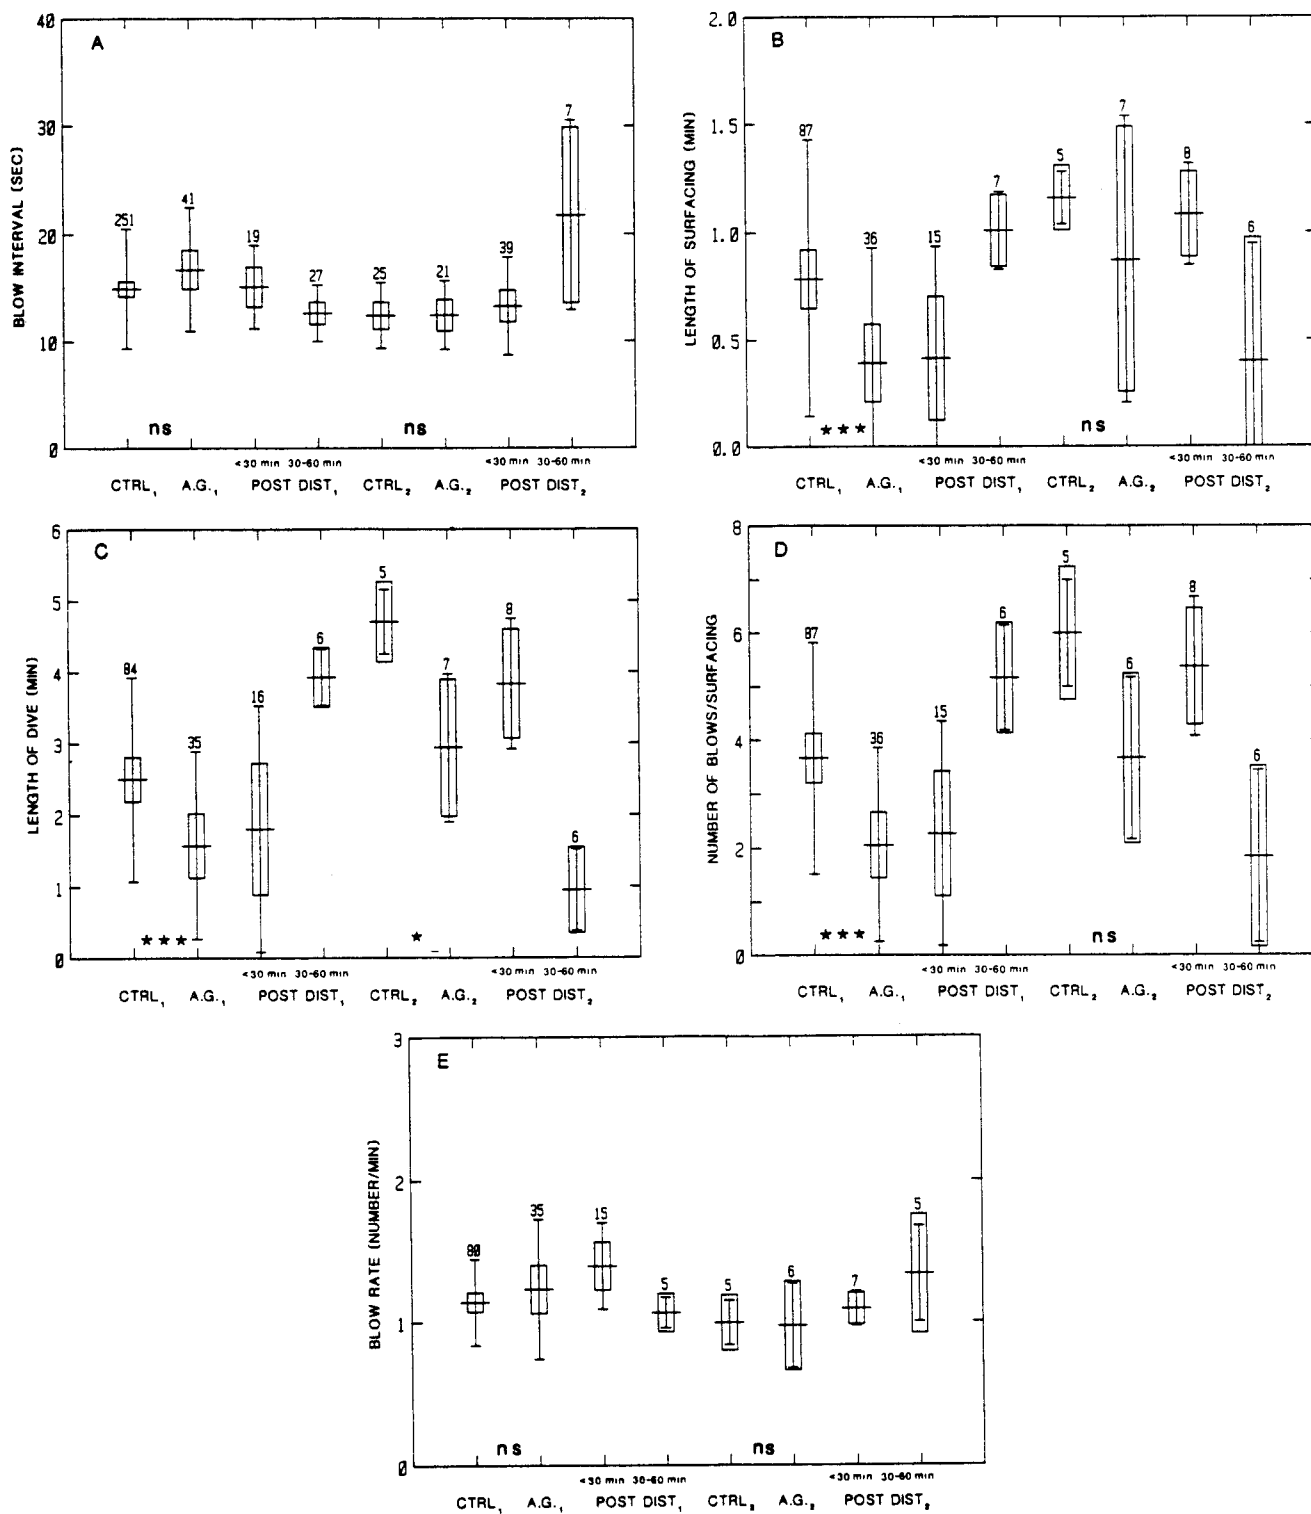 A
BLOW INTERVAL (SEC)
40
30
20
10
0
251
41
19
27
25
21
39
7
ns
ns
<30 min 30-60 min
<30 min 30-60 min
CTRL₁ A.G.₁ POST DIST₁ CTRL₂ A.G.₂ POST DIST₂
B
LENGTH OF SURFACING (MIN)
2.0
1.5
1.0
0.5
0.0
87
36
15
7
5
7
8
6
★★★
ns
<30 min 30-60 min
<30 min 30-60 min
CTRL₁ A.G.₁ POST DIST₁ CTRL₂ A.G.₂ POST DIST₂
C
LENGTH OF DIVE (MIN)
6
5
4
3
2
1
0
84
35
16
6
5
7
8
6
★★★
★
<30 min 30-60 min
<30 min 30-60 min
CTRL₁ A.G.₁ POST DIST₁ CTRL₂ A.G.₂ POST DIST₂
D
NUMBER OF BLOWS/SURFACING
8
6
4
2
0
87
36
15
6
5
6
8
6
★★★
ns
<30 min 30-60 min
<30 min 30-60 min
CTRL₁ A.G.₁ POST DIST₁ CTRL₂ A.G.₂ POST DIST₂
E
BLOW RATE (NUMBER/MIN)
3
2
1
0
80
35
15
5
5
6
7
5
ns
ns
<30 min 30-60 min
<30 min 30-60 min
CTRL₁ A.G.₁ POST DIST₁ CTRL₂ A.G.₂ POST DIST₂